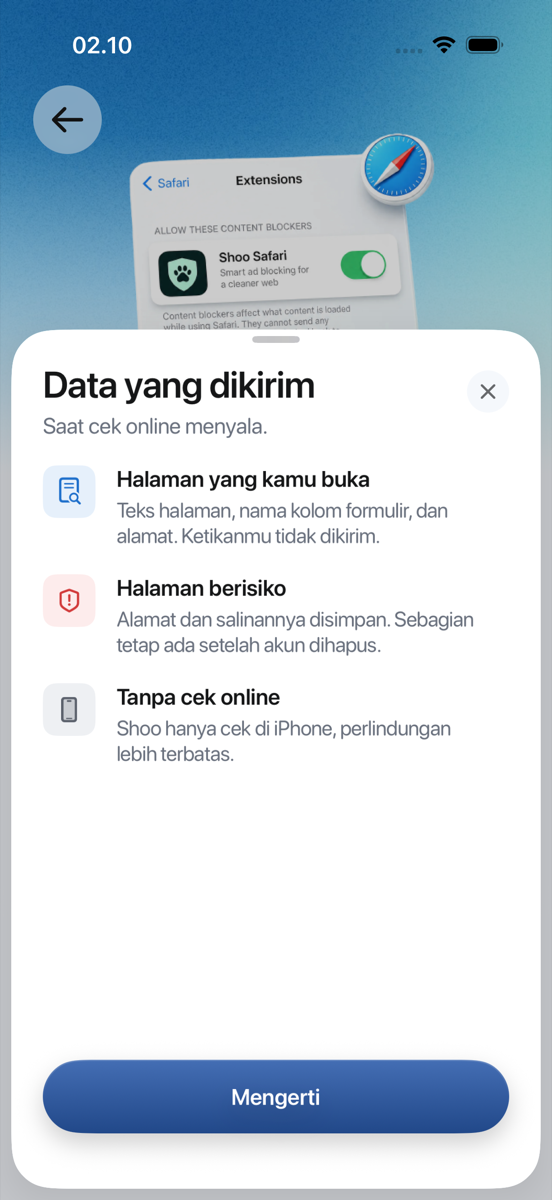 02.10
Safari
Extensions
ALLOW THESE CONTENT BLOCKERS
Shoo Safari
Smart ad blocking for
a cleaner web
Content blockers affect what content is loaded
while using Safari. They cannot send any
Data yang dikirim
Saat cek online menyala.
Halaman yang kamu buka
Teks halaman, nama kolom formulir, dan
alamat. Ketikanmu tidak dikirim.
Halaman berisiko
Alamat dan salinannya disimpan. Sebagian
tetap ada setelah akun dihapus.
Tanpa cek online
Shoo hanya cek di iPhone, perlindungan
lebih terbatas.
Mengerti